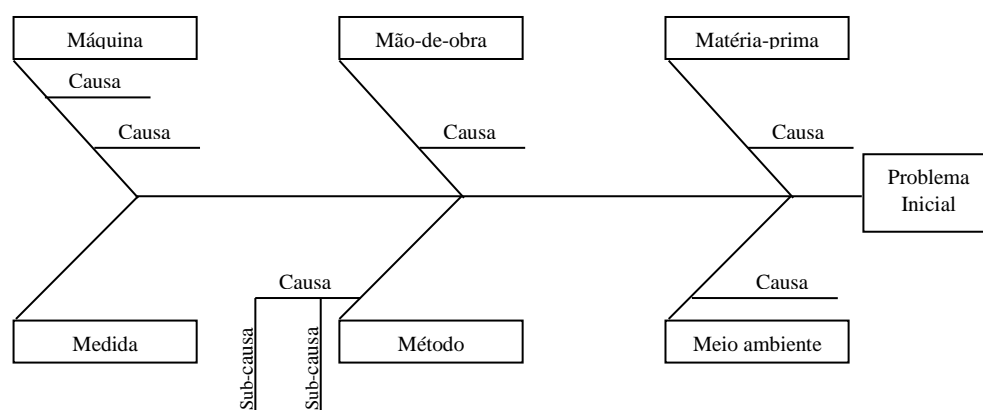 Máquina
Mão-de-obra
Matéria-prima
Causa
Causa
Causa
Causa
Problema
Inicial
Causa
Causa
Sub-causa
Sub-causa
Medida
Método
Meio ambiente